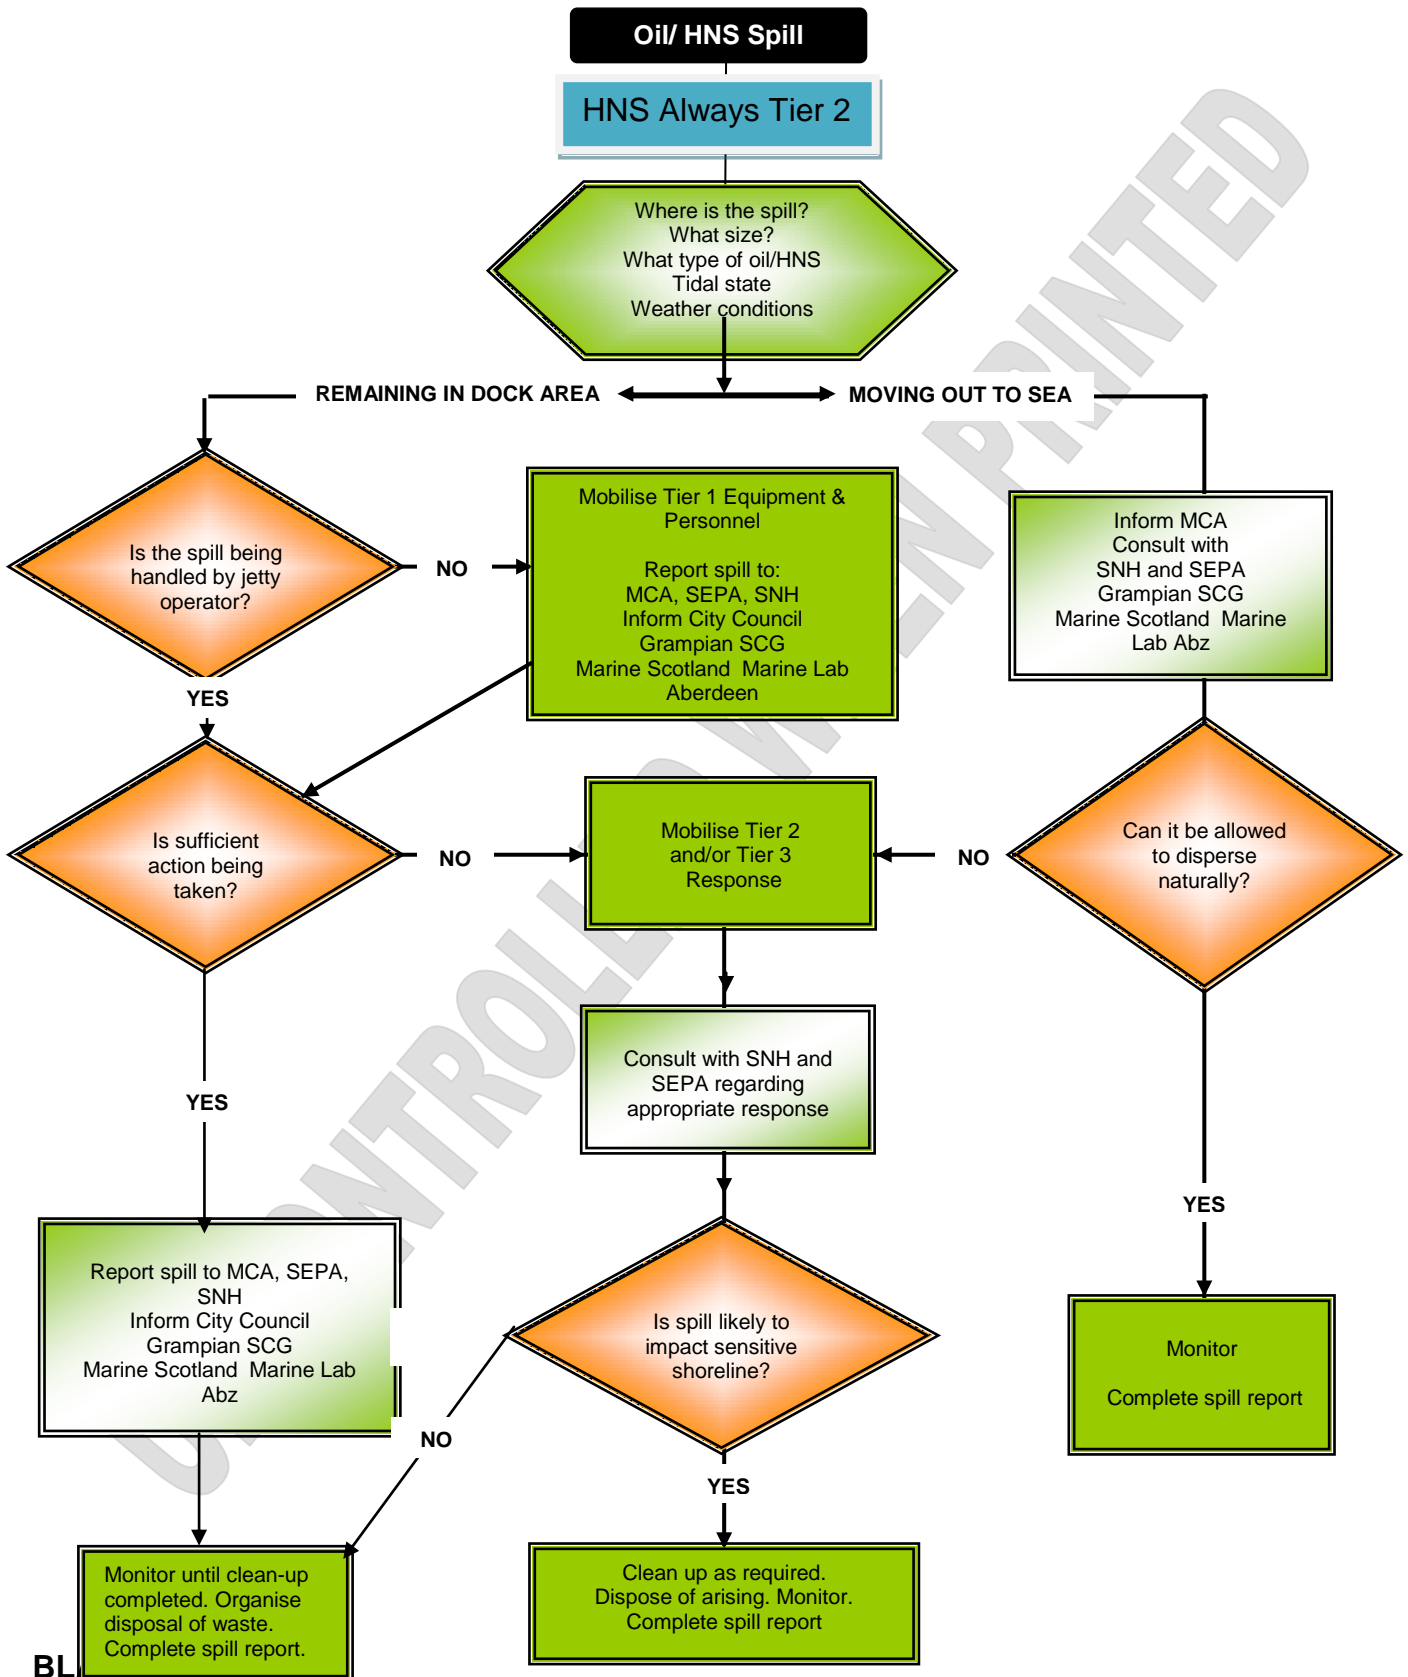 Oil/ HNS Spill
HNS Always Tier 2
Where is the spill?
What size?
What type of oil/HNS
Tidal state
Weather conditions
REMAINING IN DOCK AREA
MOVING OUT TO SEA
Is the spill being
handled by jetty
operator?
NO
Mobilise Tier 1 Equipment &
Personnel
Report spill to:
MCA, SEPA, SNH
Inform City Council
Grampian SCG
Marine Scotland  Marine Lab
Aberdeen
Inform MCA
Consult with
SNH and SEPA
Grampian SCG
Marine Scotland  Marine
Lab Abz
YES
Is sufficient
action being
taken?
NO
Mobilise Tier 2
and/or Tier 3
Response
NO
Can it be allowed
to disperse
naturally?
Consult with SNH and
SEPA regarding
appropriate response
YES
YES
Report spill to MCA, SEPA,
SNH
Inform City Council
Grampian SCG
Marine Scotland  Marine Lab
Abz
Is spill likely to
impact sensitive
shoreline?
Monitor
Complete spill report
NO
YES
Monitor until clean-up
completed. Organise
disposal of waste.
Complete spill report.
Clean up as required.
Dispose of arising. Monitor.
Complete spill report